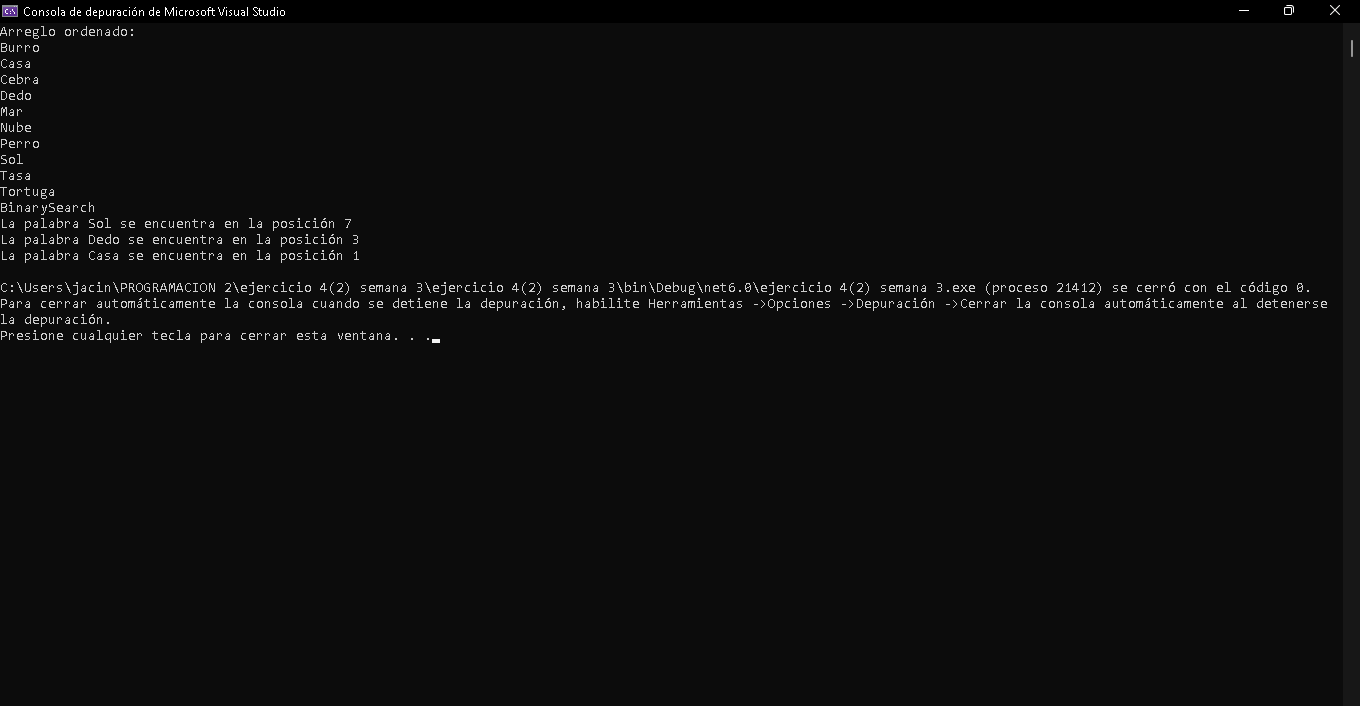 Consola de depuración de Microsoft Visual Studio
Arreglo ordenado:
Burro
Casa
Cebra
Dedo
Mar
Nube
Perro
Sol
Tasa
Tortuga
BinarySearch
La palabra Sol se encuentra en la posición 7
La palabra Dedo se encuentra en la posición 3
La palabra Casa se encuentra en la posición 1
C:\Users\jacin\PROGRAMACION 2\ejercicio 4(2) semana 3\ejercicio 4(2) semana 3\bin\Debug\net6.0\ejercicio 4(2) semana 3.exe (proceso 21412) se cerró con el código 0.
Para cerrar automáticamente la consola cuando se detiene la depuración, habilite Herramientas ->Opciones ->Depuración ->Cerrar la consola automáticamente al detenerse
la depuración.
Presione cualquier tecla para cerrar esta ventana. . .